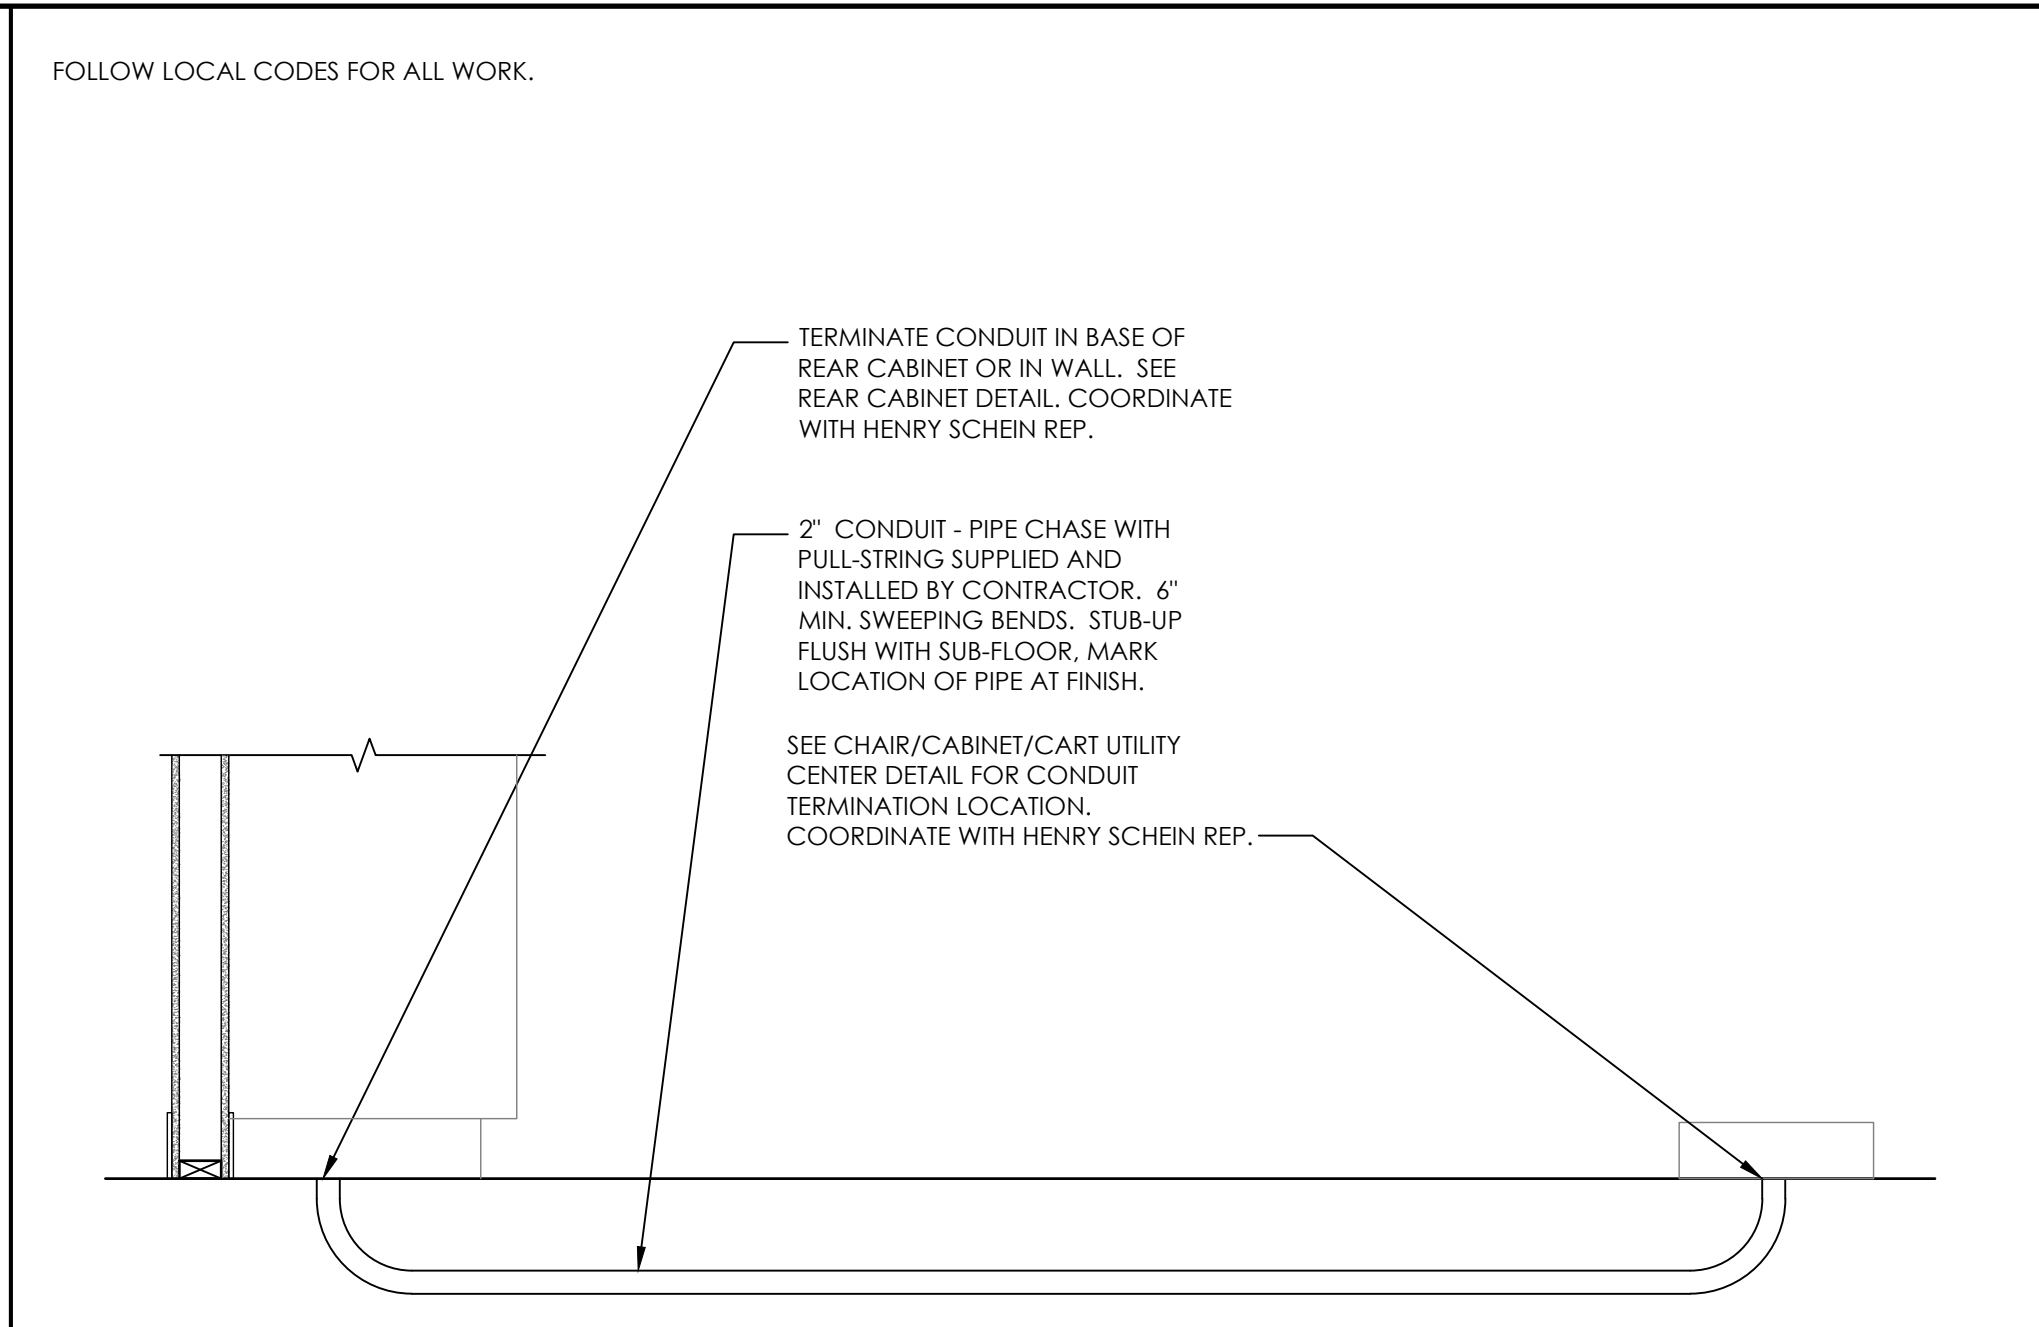 FOLLOW LOCAL CODES FOR ALL WORK.
TERMINATE CONDUIT IN BASE OF
REAR CABINET OR IN WALL. SEE
REAR CABINET DETAIL. COORDINATE
WITH HENRY SCHEIN REP.
2" CONDUIT - PIPE CHASE WITH
PULL-STRING SUPPLIED AND
INSTALLED BY CONTRACTOR. 6"
MIN. SWEEPING BENDS. STUB-UP
FLUSH WITH SUB-FLOOR, MARK
LOCATION OF PIPE AT FINISH.
SEE CHAIR/CABINET/CART UTILITY
CENTER DETAIL FOR CONDUIT
TERMINATION LOCATION.
COORDINATE WITH HENRY SCHEIN REP.